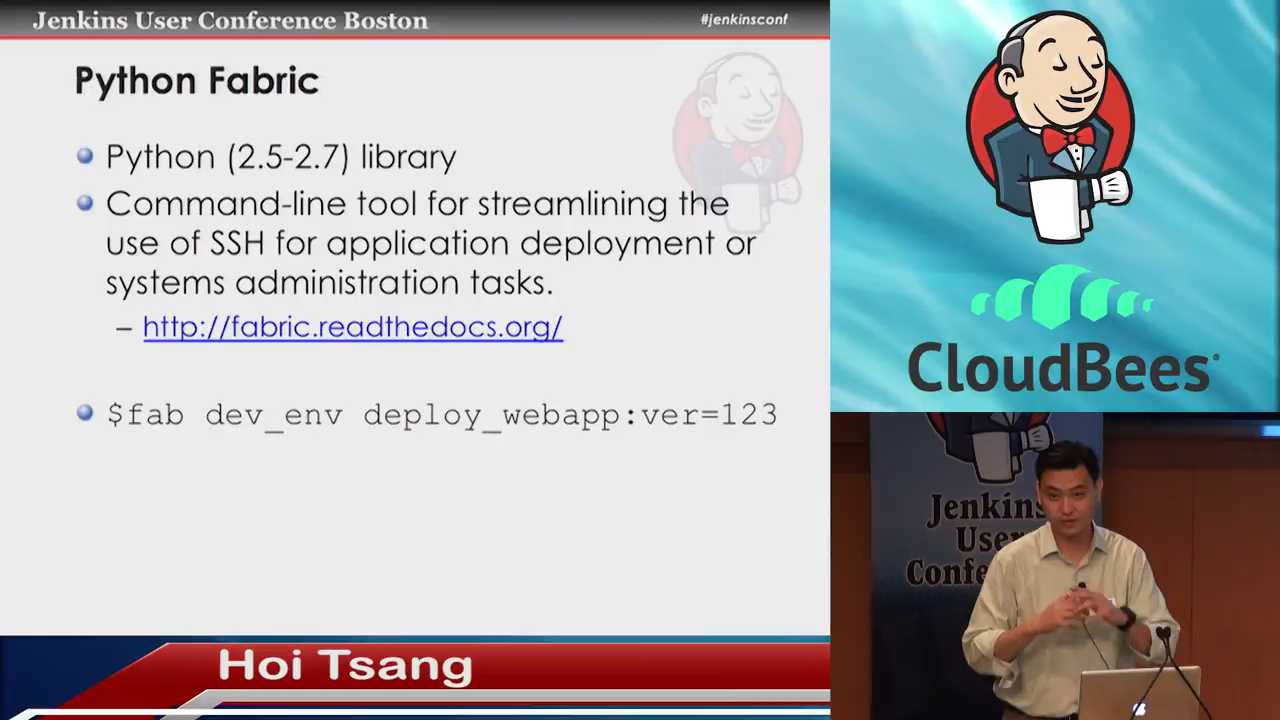 Jenkins User Conference Boston
#jenkinsconf
Python Fabric
Python (2.5-2.7) library
Command-line tool for streamlining the
use of SSH for application deployment or
systems administration tasks.
– http://fabric.readthedocs.org/
$fab dev_env deploy_webapp:ver=123
CloudBees
Jenkins
User
Hoi Tsang